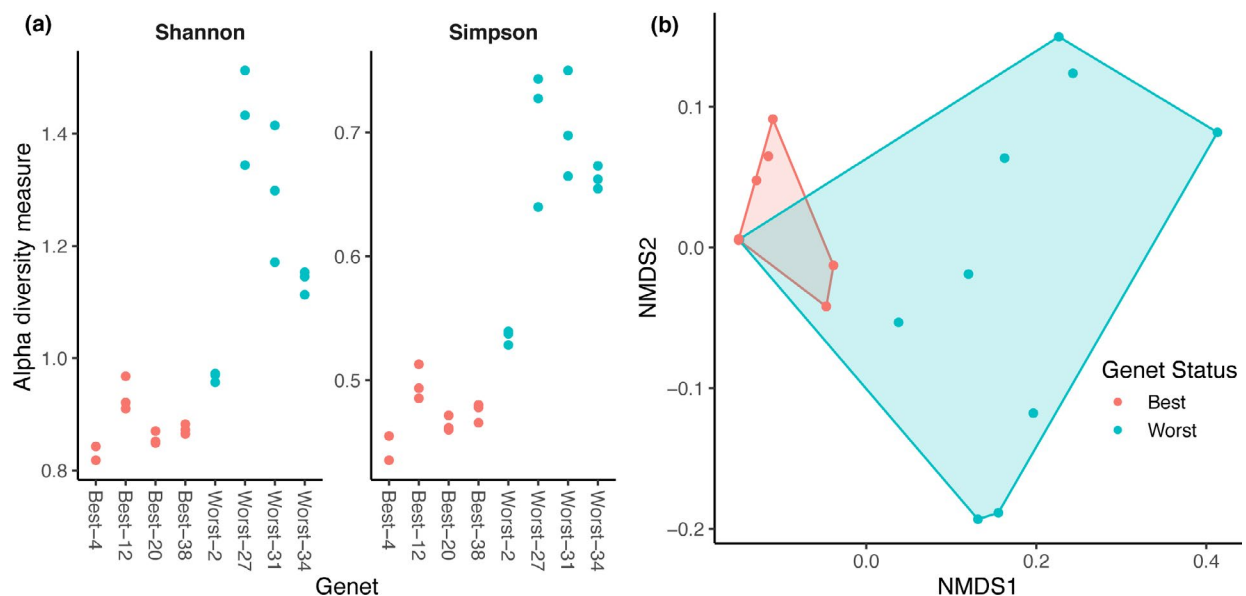 (a)
Shannon
Simpson
Alpha diversity measure
1.4
1.2
1.0
0.8
0.7
0.6
0.5
Best−4
Best−12
Best−20
Best−38
Worst−2
Worst−27
Worst−31
Worst−34
Best−4
Best−12
Best−20
Best−38
Worst−2
Worst−27
Worst−31
Worst−34
Genet
(b)
NMDS2
0.1
0.0
−0.1
−0.2
0.0
0.2
0.4
NMDS1
Genet Status
Best
Worst